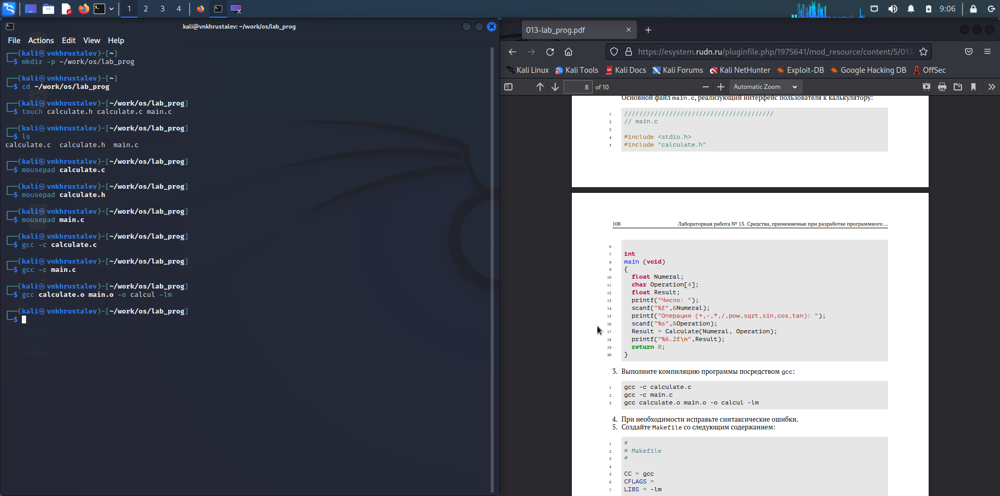 1 2 3 4
9:06
kali@vnkhrustalev: ~/work/os/lab_prog
File Actions Edit View Help
┌──(kali㉿vnkhrustalev)-[~]
└─$ mkdir -p ~/work/os/lab_prog
┌──(kali㉿vnkhrustalev)-[~]
└─$ cd ~/work/os/lab_prog
┌──(kali㉿vnkhrustalev)-[~/work/os/lab_prog]
└─$ touch calculate.h calculate.c main.c
┌──(kali㉿vnkhrustalev)-[~/work/os/lab_prog]
└─$ ls
calculate.c calculate.h main.c
┌──(kali㉿vnkhrustalev)-[~/work/os/lab_prog]
└─$ mousepad calculate.c
┌──(kali㉿vnkhrustalev)-[~/work/os/lab_prog]
└─$ mousepad calculate.h
┌──(kali㉿vnkhrustalev)-[~/work/os/lab_prog]
└─$ mousepad main.c
┌──(kali㉿vnkhrustalev)-[~/work/os/lab_prog]
└─$ gcc -c calculate.c
┌──(kali㉿vnkhrustalev)-[~/work/os/lab_prog]
└─$ gcc -c main.c
┌──(kali㉿vnkhrustalev)-[~/work/os/lab_prog]
└─$ gcc calculate.o main.o -o calcul -lm
┌──(kali㉿vnkhrustalev)-[~/work/os/lab_prog]
└─$
Home
2345467
013-lab_prog.pdf
https://esystem.rudn.ru/pluginfile.php/1975641/mod_resource/content/5/013-
Kali Linux Kali Tools Kali Docs Kali Forums Kali NetHunter Exploit-DB Google Hacking DB OffSec
8 of 10 Automatic Zoom
Основной файл main.c, реализующий интерфейс пользователя к калькулятору:
1 ////////////////////////////////////////
2 // main.c
3
4 #include <stdio.h>
5 #include "calculate.h"
108 Лабораторная работа № 13. Средства, применяемые при разработке программного ...
6
7 int
8 main (void)
9 {
10 float Numeral;
11 char Operation[4];
12 float Result;
13 printf("Число: ");
14 scanf("%f",&Numeral);
15 printf("Операция (+,-,*,/,pow,sqrt,sin,cos,tan): ");
16 scanf("%s",&Operation);
17 Result = Calculate(Numeral, Operation);
18 printf("%6.2f\n",Result);
19 return 0;
20 }
3. Выполните компиляцию программы посредством gcc:
1 gcc -c calculate.c
2 gcc -c main.c
3 gcc calculate.o main.o -o calcul -lm
4. При необходимости исправьте синтаксические ошибки.
5. Создайте Makefile со следующим содержанием:
1 #
2 # Makefile
3 #
4
5 CC = gcc
6 CFLAGS =
7 LIBS = -lm